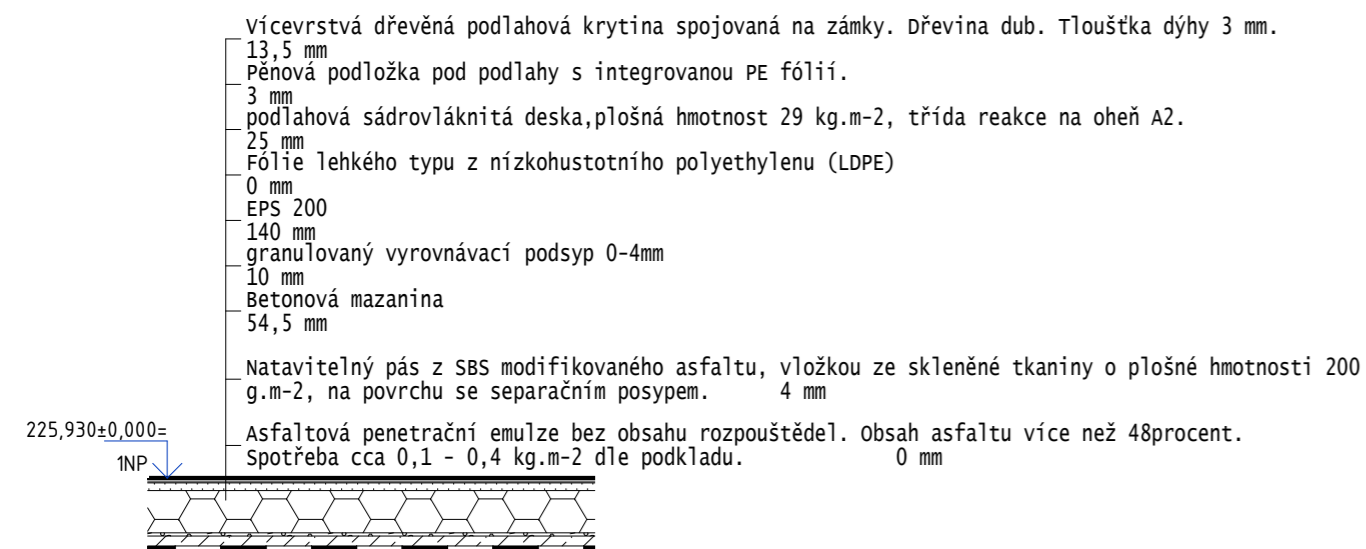 Vícevrstvá dřevěná podlahová krytina spojovaná na zámky. Dřevina dub. Tloušťka dýhy 3 mm.
13,5 mm
Pěnová podložka pod podlahy s integrovanou PE fólií.
3 mm
podlahová sádrovláknitá deska,plošná hmotnost 29 kg.m-2, třída reakce na oheň A2.
25 mm
Fólie lehkého typu z nízkohustotního polyethylenu (LDPE)
0 mm
EPS 200
140 mm
granulovaný vyrovnávací podsyp 0-4mm
10 mm
Betonová mazanina
54,5 mm
Natavitelný pás z SBS modifikovaného asfaltu, vložkou ze skleněné tkaniny o plošné hmotnosti 200
g.m-2, na povrchu se separačním posypem. 4 mm
Asfaltová penetrační emulze bez obsahu rozpouštědel. Obsah asfaltu více než 48procent.
Spotřeba cca 0,1 - 0,4 kg.m-2 dle podkladu. 0 mm
225,930±0,000=
1NP